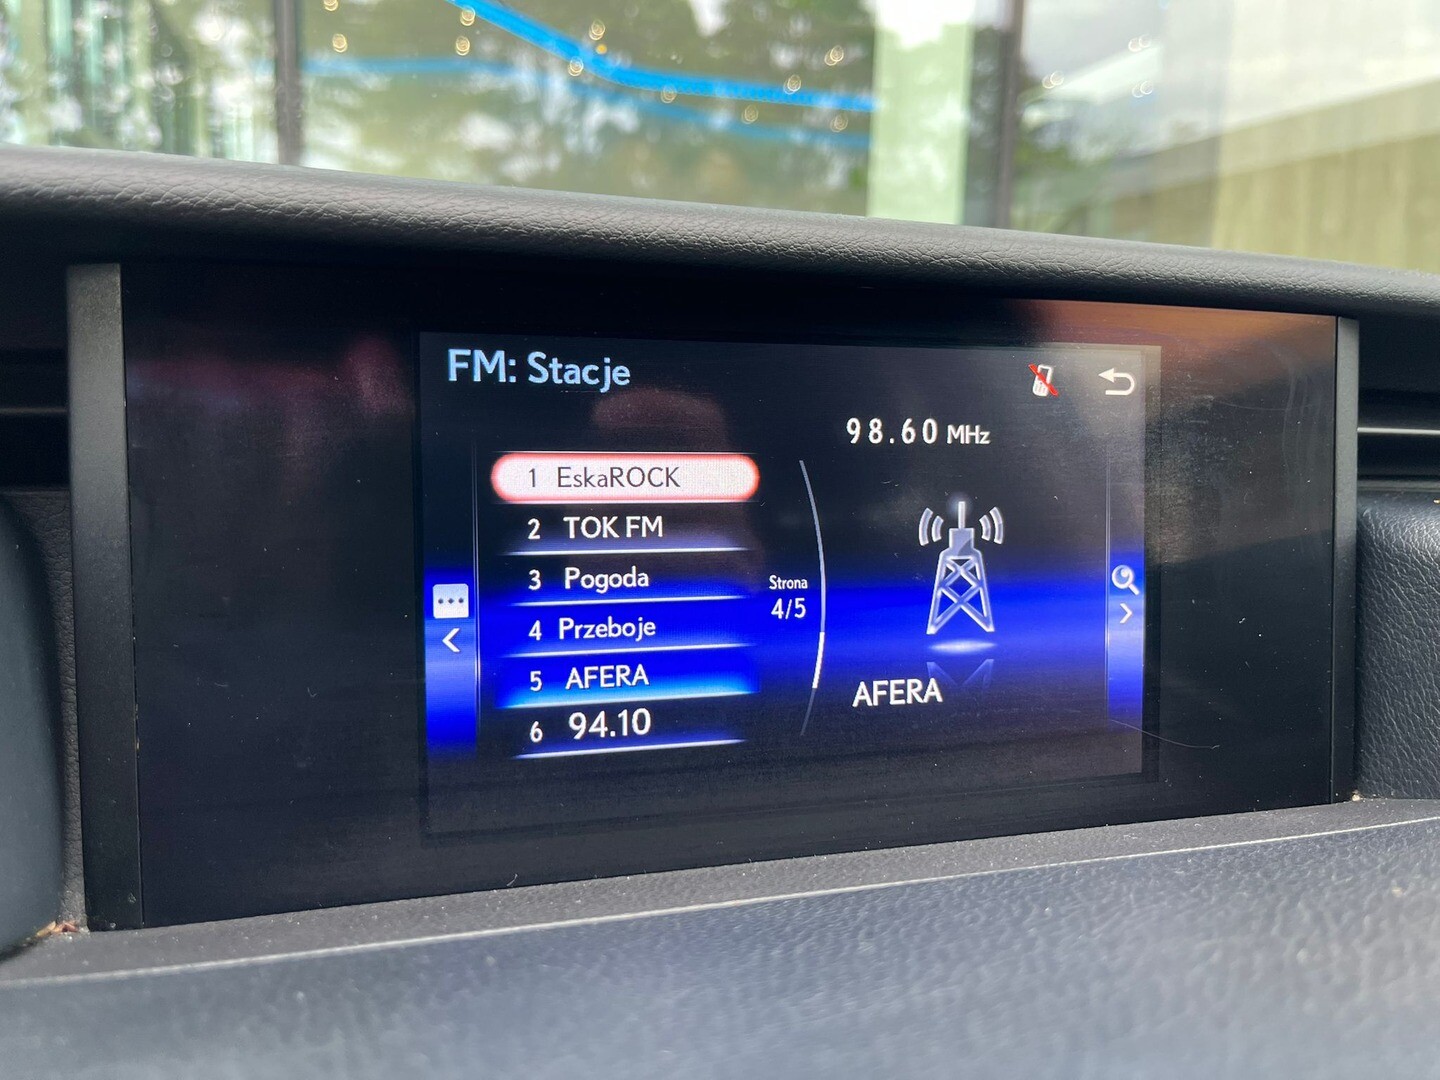 FM: Stacje
98.60 MHz
1 EskaROCK
2 TOK FM
3 Pogoda
4 Przeboje
5 AFERA
6 94.10
Strona
4/5
AFERA